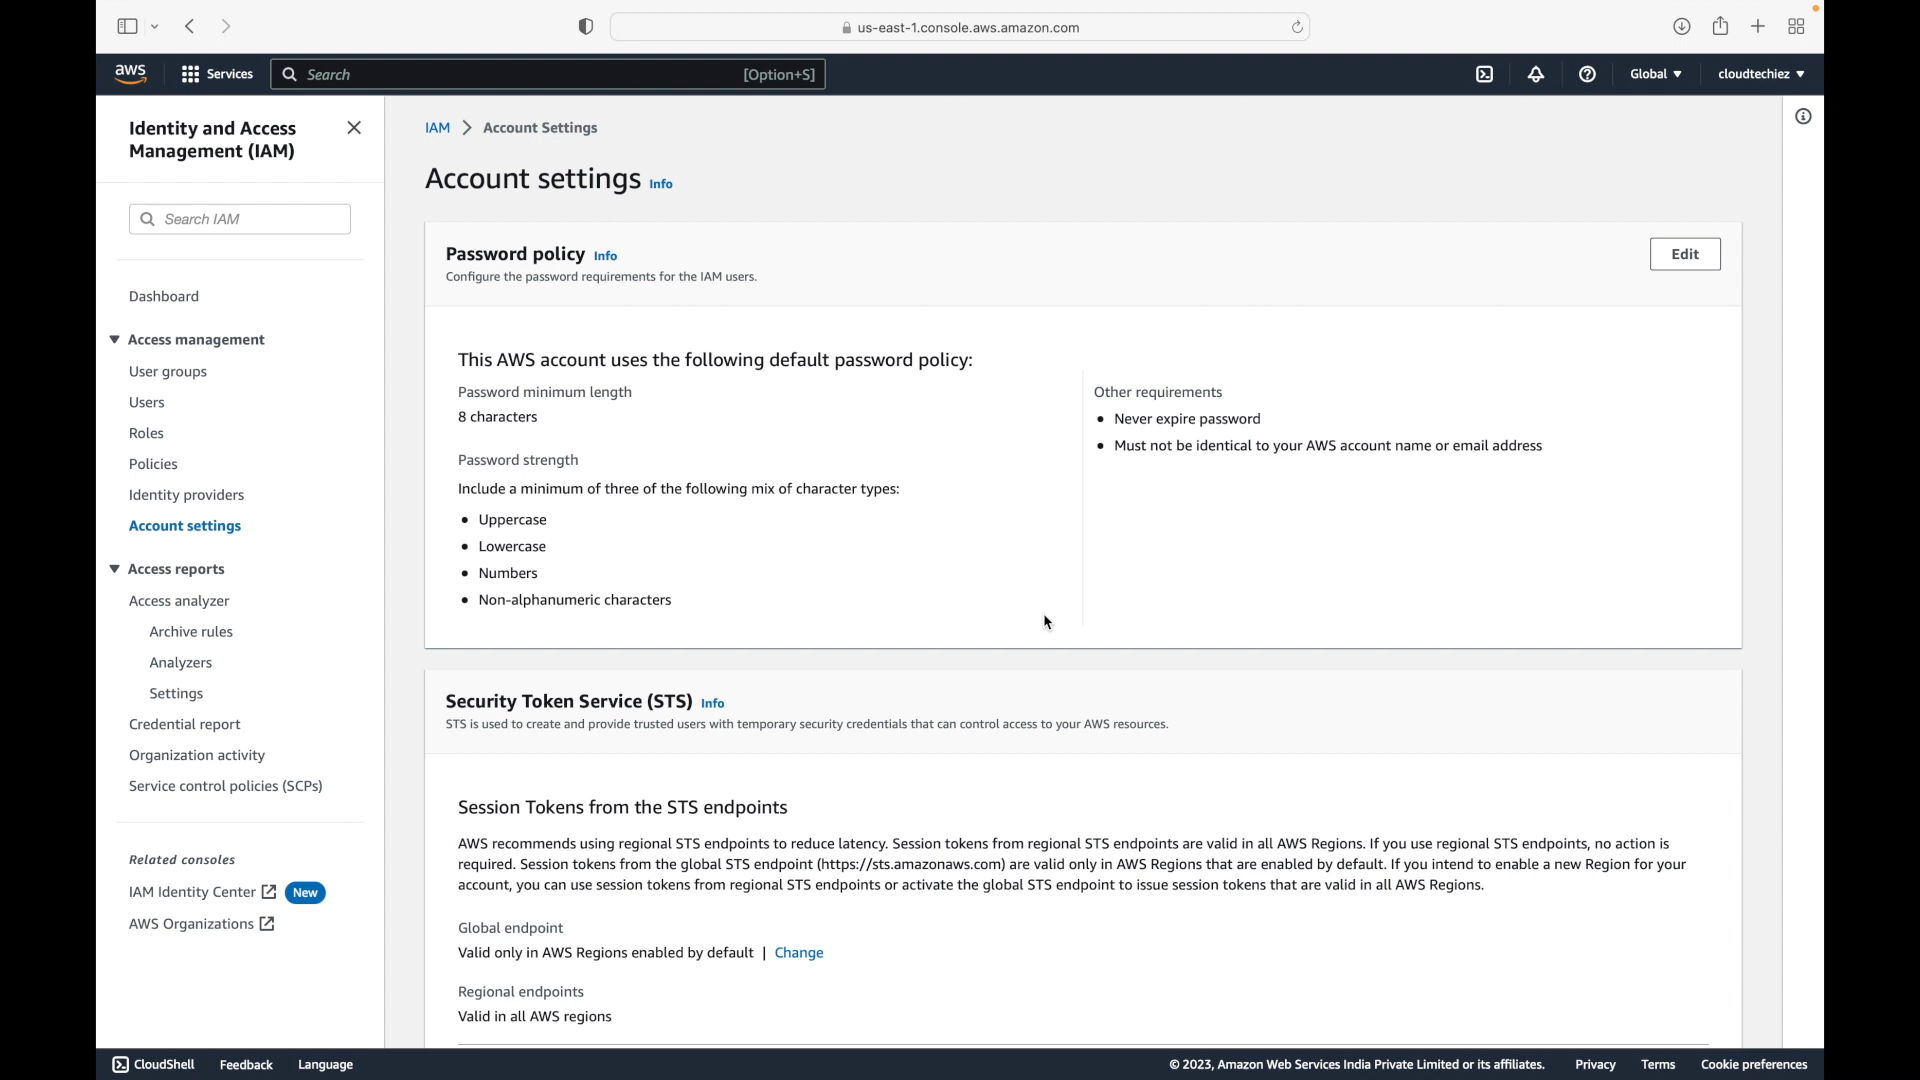 us-east-1.console.aws.amazon.com
aws
Services
Search
[Option+S]
Global
cloudtechiez
Identity and Access
Management (IAM)
Search IAM
Dashboard
Access management
User groups
Users
Roles
Policies
Identity providers
Account settings
Access reports
Access analyzer
Archive rules
Analyzers
Settings
Credential report
Organization activity
Service control policies (SCPs)
Related consoles
IAM Identity Center New
AWS Organizations
IAM > Account Settings
Account settings Info
Password policy Info
Configure the password requirements for the IAM users.
Edit
This AWS account uses the following default password policy:
Password minimum length
8 characters
Password strength
Include a minimum of three of the following mix of character types:
• Uppercase
• Lowercase
• Numbers
• Non-alphanumeric characters
Other requirements
• Never expire password
• Must not be identical to your AWS account name or email address
Security Token Service (STS) Info
STS is used to create and provide trusted users with temporary security credentials that can control access to your AWS resources.
Session Tokens from the STS endpoints
AWS recommends using regional STS endpoints to reduce latency. Session tokens from regional STS endpoints are valid in all AWS Regions. If you use regional STS endpoints, no action is
required. Session tokens from the global STS endpoint (https://sts.amazonaws.com) are valid only in AWS Regions that are enabled by default. If you intend to enable a new Region for your
account, you can use session tokens from regional STS endpoints or activate the global STS endpoint to issue session tokens that are valid in all AWS Regions.
Global endpoint
Valid only in AWS Regions enabled by default | Change
Regional endpoints
Valid in all AWS regions
CloudShell
Feedback
Language
© 2023, Amazon Web Services India Private Limited or its affiliates.
Privacy
Terms
Cookie preferences